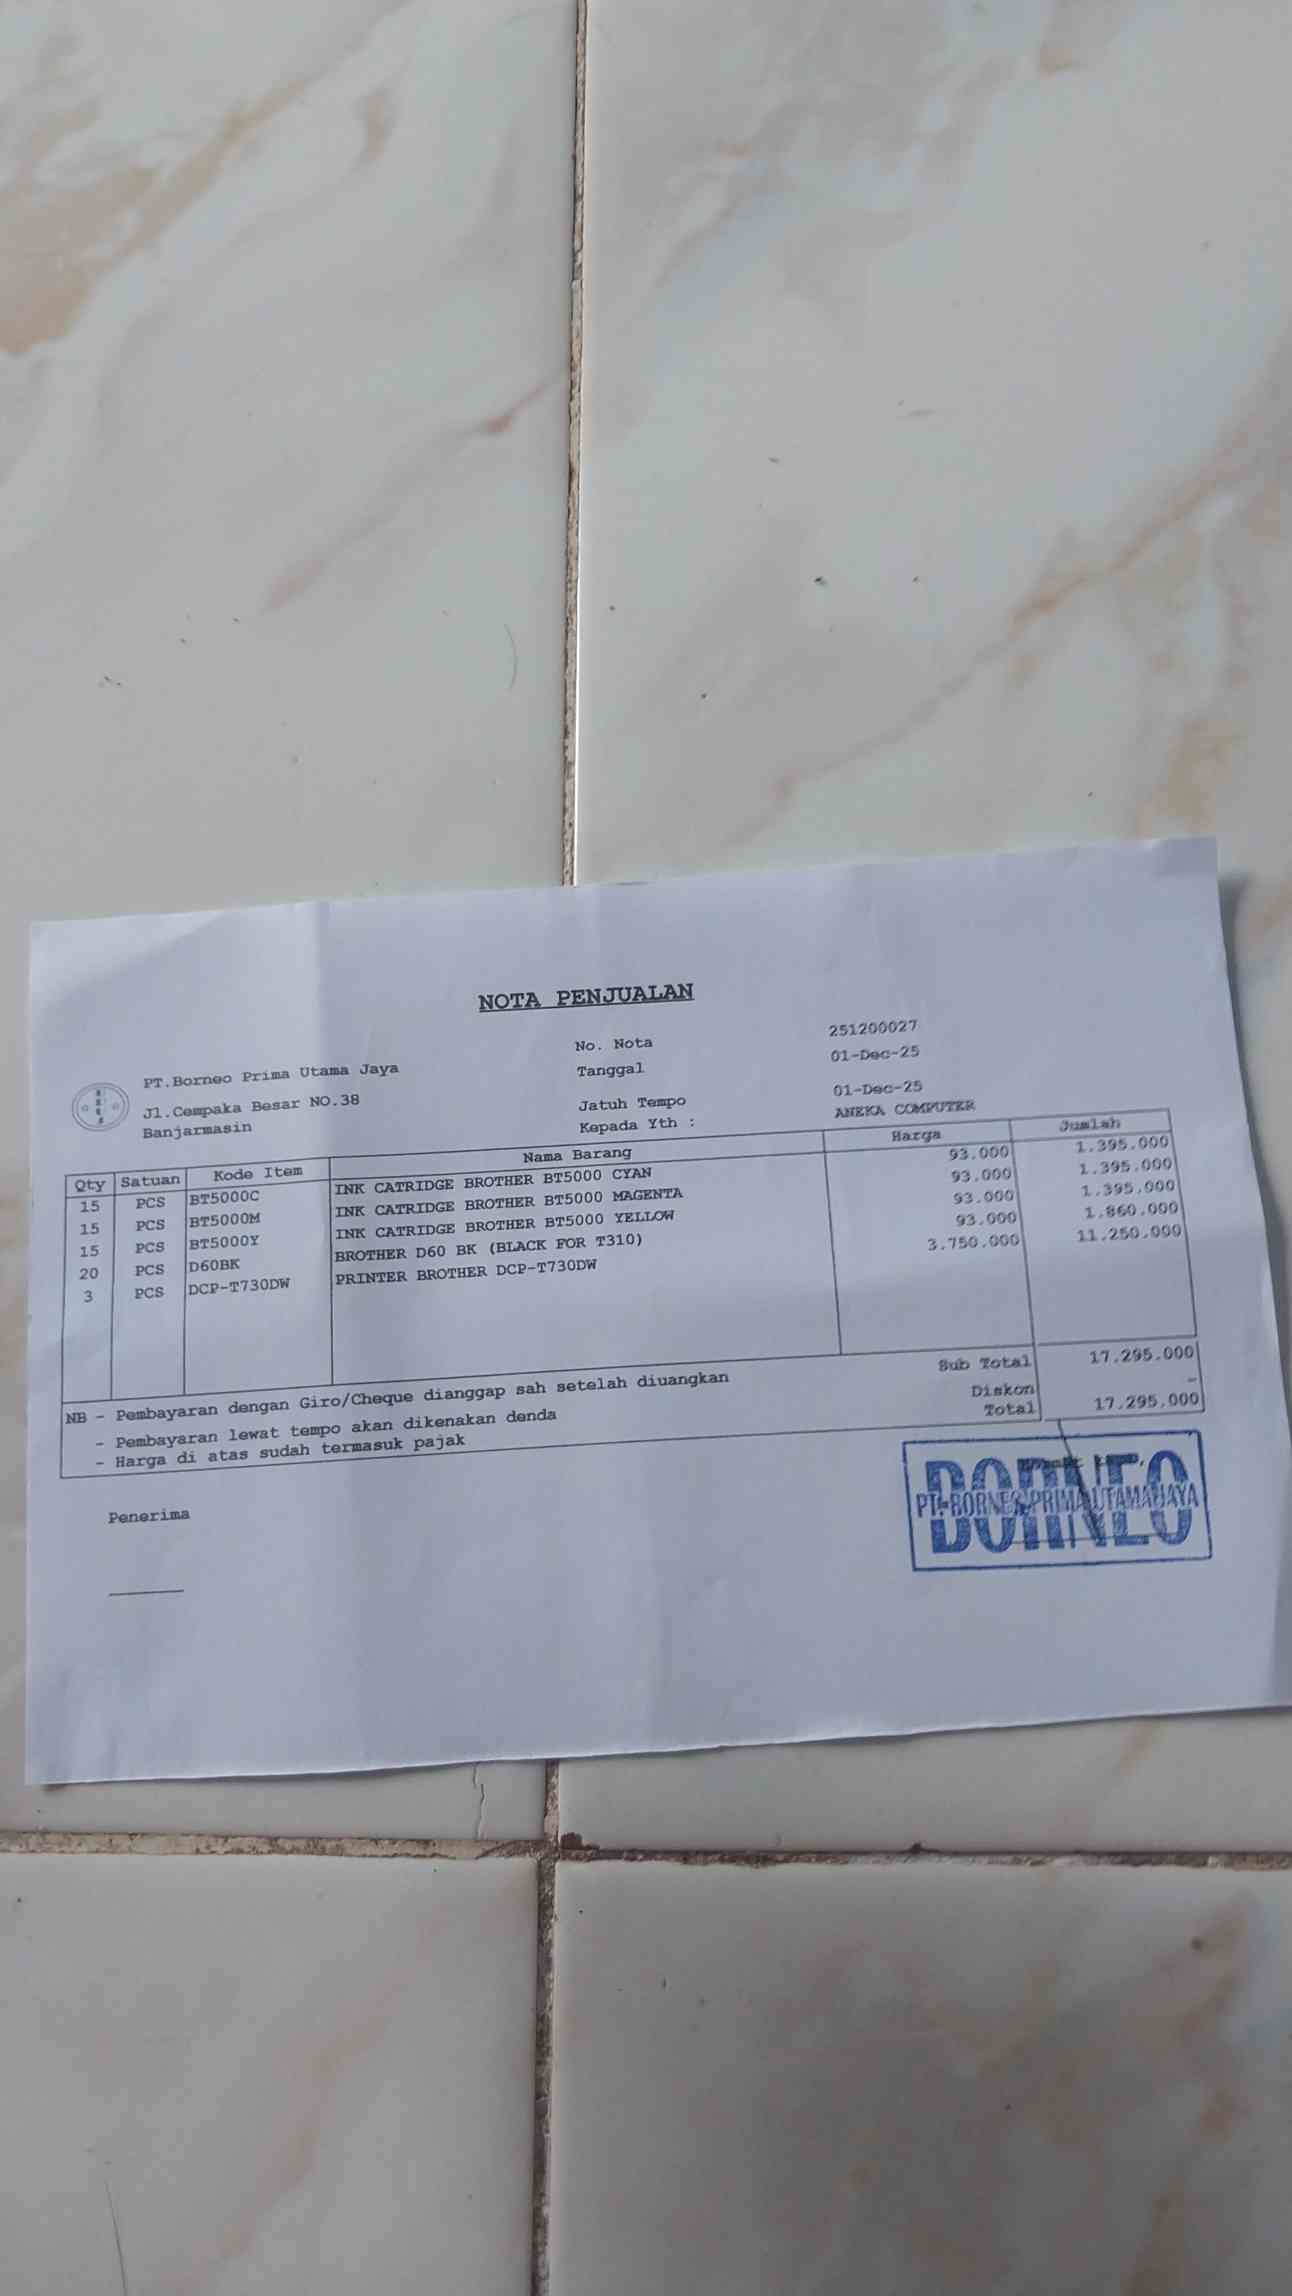 NOTA PENJUALAN
PT.Borneo Prima Utama Jaya
Jl.Cempaka Besar NO.38
Banjarmasin
No. Nota 251200027
Tanggal 01-Dec-25
Jatuh Tempo 01-Dec-25
Kepada Yth : ANEKA COMPUTER
Qty Satuan Kode Item Nama Barang Harga Jumlah
15 PCS BT5000C INK CATRIDGE BROTHER BT5000 CYAN 93.000 1.395.000
15 PCS BT5000M INK CATRIDGE BROTHER BT5000 MAGENTA 93.000 1.395.000
15 PCS BT5000Y INK CATRIDGE BROTHER BT5000 YELLOW 93.000 1.395.000
20 PCS D60BK BROTHER D60 BK (BLACK FOR T310) 93.000 1.860.000
3 PCS DCP-T730DW PRINTER BROTHER DCP-T730DW 3.750.000 11.250.000
Sub Total 17.295.000
Diskon -
Total 17.295.000
NB - Pembayaran dengan Giro/Cheque dianggap sah setelah diuangkan
- Pembayaran lewat tempo akan dikenakan denda
- Harga di atas sudah termasuk pajak
Penerima
BORNEO
PT. BORNEO PRIMA UTAMA JAYA